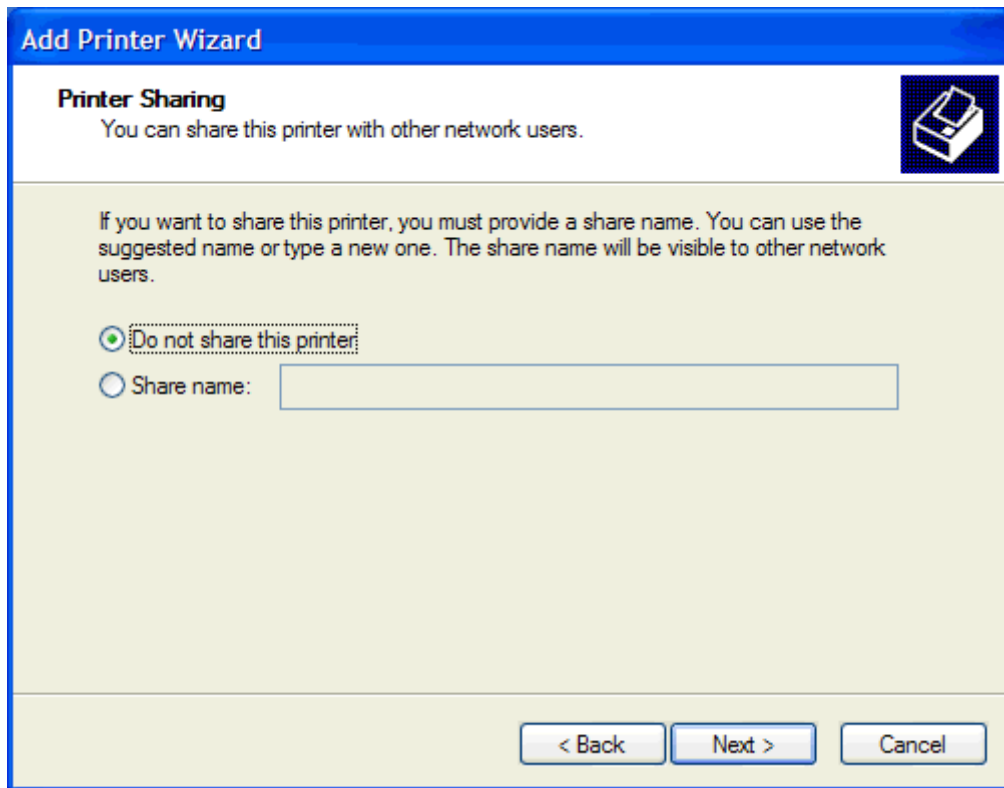 Add Printer Wizard
Printer Sharing
You can share this printer with other network users.
If you want to share this printer, you must provide a share name. You can use the
suggested name or type a new one. The share name will be visible to other network
users.
Do not share this printer
Share name:
< Back
Next >
Cancel